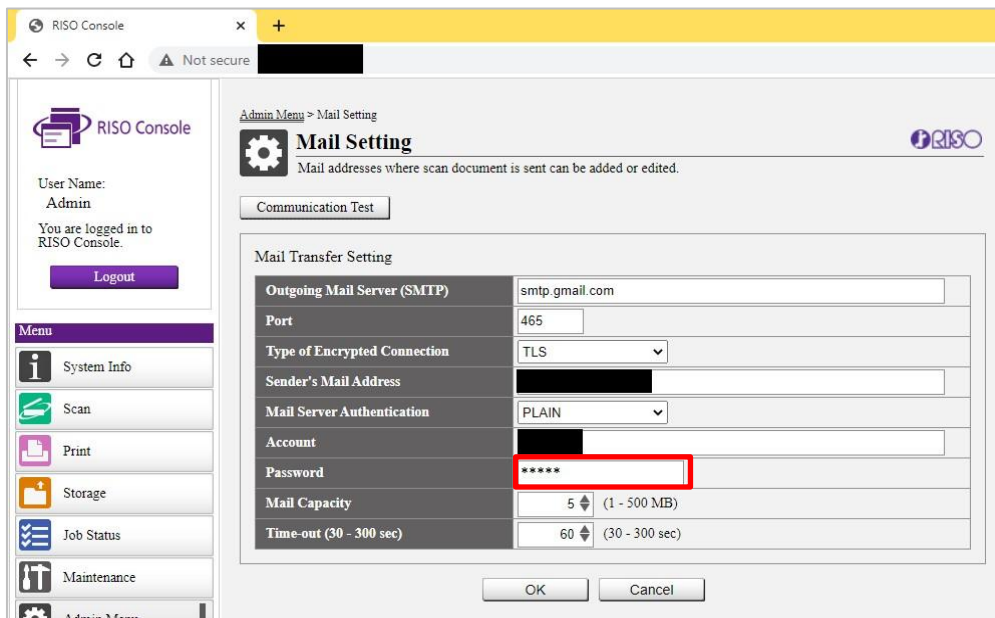 RISO Console
Not secure
RISO Console
User Name:
Admin
You are logged in to
RISO Console.
Logout
Menu
System Info
Scan
Print
Storage
Job Status
Maintenance
Admin Menu
Admin Menu > Mail Setting
Mail Setting
RISO
Mail addresses where scan document is sent can be added or edited.
Communication Test
Mail Transfer Setting
Outgoing Mail Server (SMTP) smtp.gmail.com
Port 465
Type of Encrypted Connection TLS
Sender's Mail Address
Mail Server Authentication PLAIN
Account
Password *****
Mail Capacity 5 (1 - 500 MB)
Time-out (30 - 300 sec) 60 (30 - 300 sec)
OK Cancel